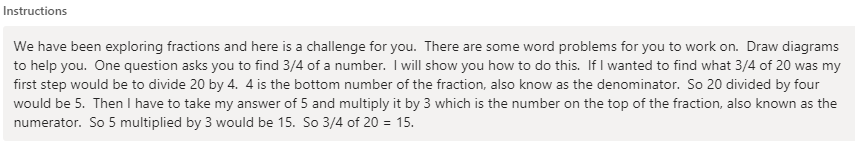 Instructions
We have been exploring fractions and here is a challenge for you.  There are some word problems for you to work on.  Draw diagrams
to help you.  One question asks you to find 3/4 of a number.  I will show you how to do this.  If I wanted to find what 3/4 of 20 was my
first step would be to divide 20 by 4.  4 is the bottom number of the fraction, also know as the denominator.  So 20 divided by four
would be 5.  Then I have to take my answer of 5 and multiply it by 3 which is the number on the top of the fraction, also known as the
numerator.  So 5 multiplied by 3 would be 15.  So 3/4 of 20 = 15.